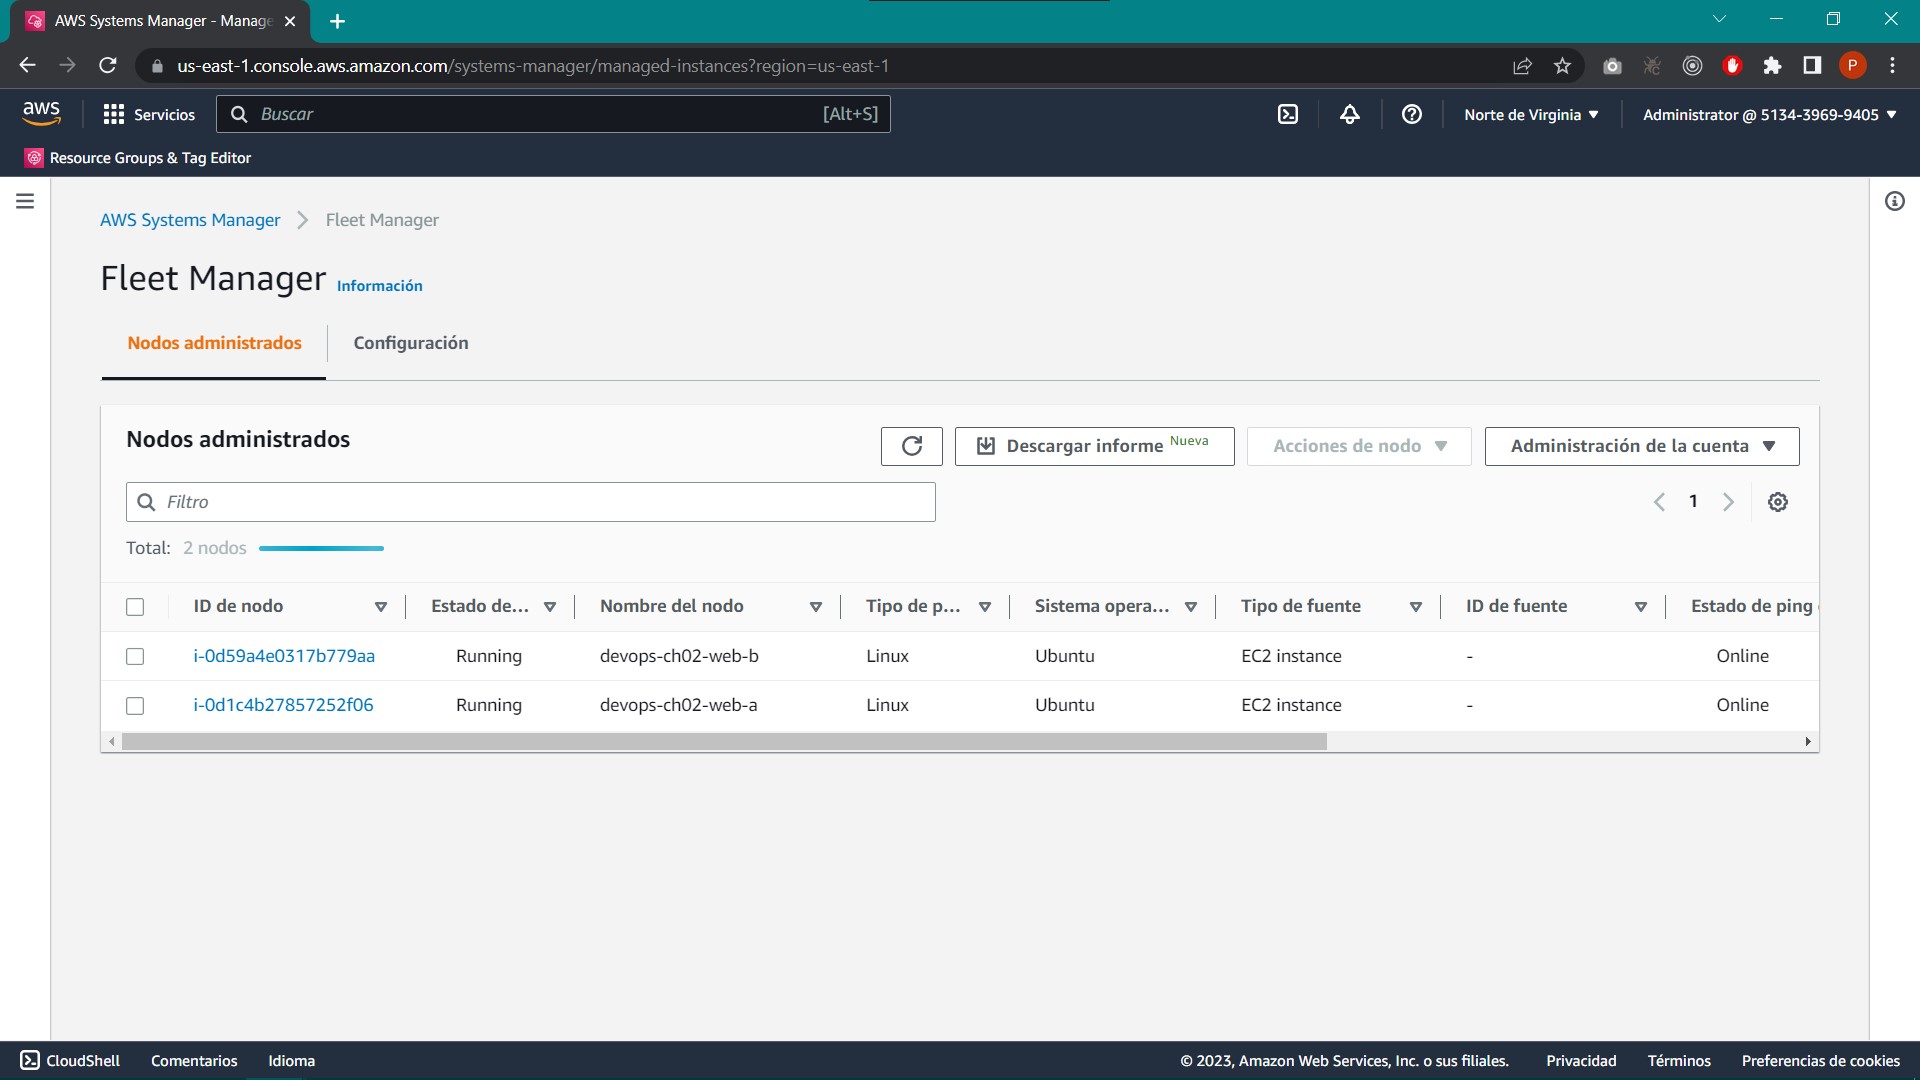 AWS Systems Manager - Manage
us-east-1.console.aws.amazon.com/systems-manager/managed-instances?region=us-east-1
P
aws
Servicios
Buscar
[Alt+S]
Norte de Virginia
Administrator @ 5134-3969-9405
Resource Groups & Tag Editor
AWS Systems Manager
Fleet Manager
Fleet Manager Información
Nodos administrados
Configuración
Nodos administrados
Descargar informe Nueva
Acciones de nodo
Administración de la cuenta
Filtro
1
Total: 2 nodos
ID de nodo Estado de... Nombre del nodo Tipo de p... Sistema opera... Tipo de fuente ID de fuente Estado de ping
i-0d59a4e0317b779aa Running devops-ch02-web-b Linux Ubuntu EC2 instance - Online
i-0d1c4b27857252f06 Running devops-ch02-web-a Linux Ubuntu EC2 instance - Online
CloudShell Comentarios Idioma © 2023, Amazon Web Services, Inc. o sus filiales. Privacidad Términos Preferencias de cookies